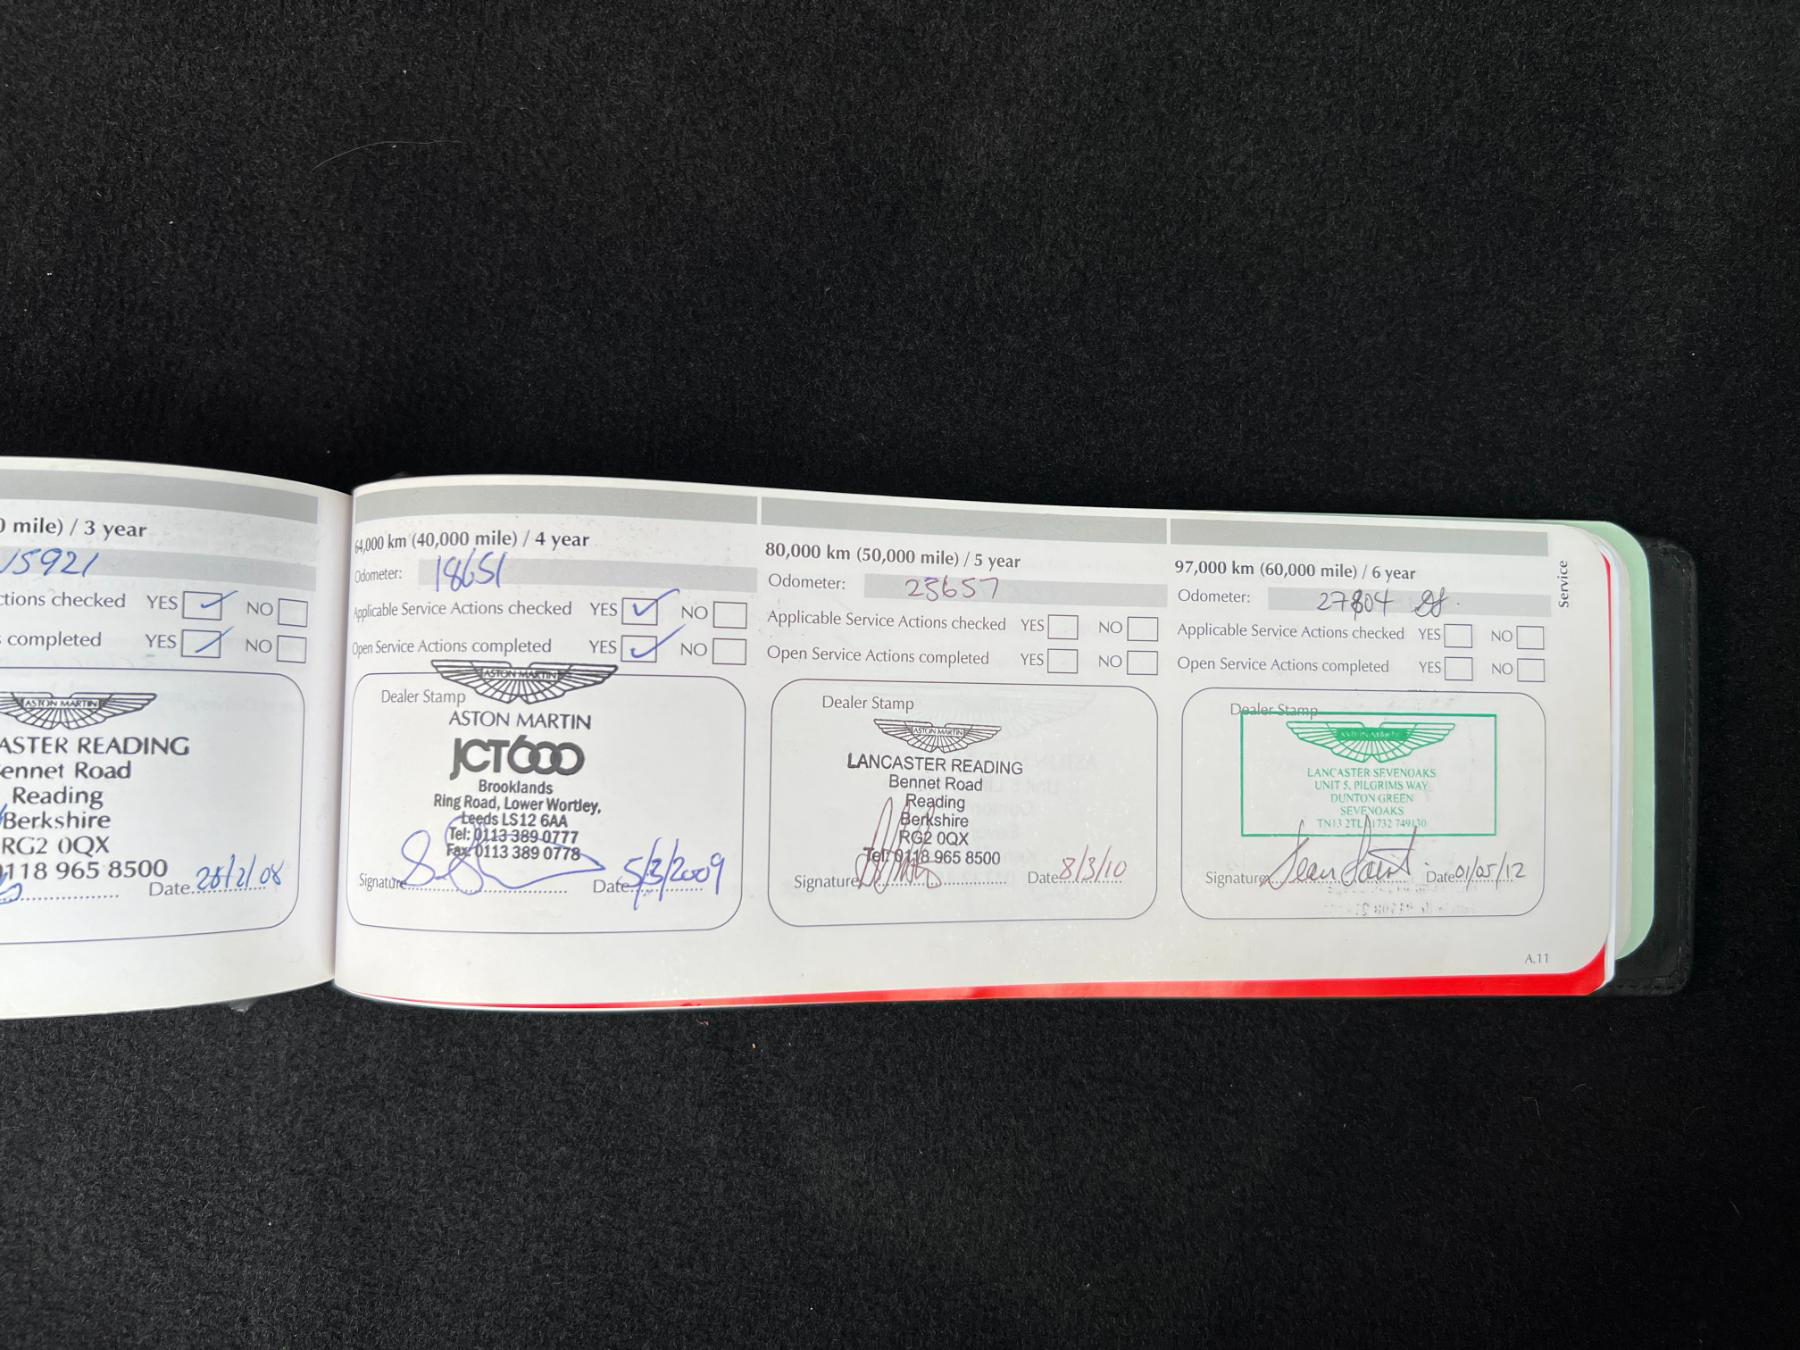 0 mile) / 3 year
15921
ctions checked YES NO
s completed YES NO
ASTON MARTIN
ASTER READING
ennet Road
Reading
Berkshire
RG2 0QX
0118 965 8500
Date 28/2/08
64,000 km (40,000 mile) / 4 year
Odometer: 18651
Applicable Service Actions checked YES NO
Open Service Actions completed YES NO
ASTON MARTIN
Dealer Stamp
ASTON MARTIN
JCT600
Brooklands
Ring Road, Lower Wortley,
Leeds LS12 6AA
Tel: 0113 389 0777
Fax: 0113 389 0778
Signature Date 5/3/2009
80,000 km (50,000 mile) / 5 year
Odometer: 23657
Applicable Service Actions checked YES NO
Open Service Actions completed YES NO
Dealer Stamp
ASTON MARTIN
LANCASTER READING
Bennet Road
Reading
Berkshire
RG2 0QX
Tel: 0118 965 8500
Signature Date 8/3/10
97,000 km (60,000 mile) / 6 year
Odometer: 27804
Applicable Service Actions checked YES NO
Open Service Actions completed YES NO
Dealer Stamp
ASTON MARTIN
LANCASTER SEVENOAKS
UNIT 5, PILGRIMS WAY
DUNTON GREEN
SEVENOAKS
TN13 2TL 01732 749130
Signature Date 01/05/12
Service
A.11